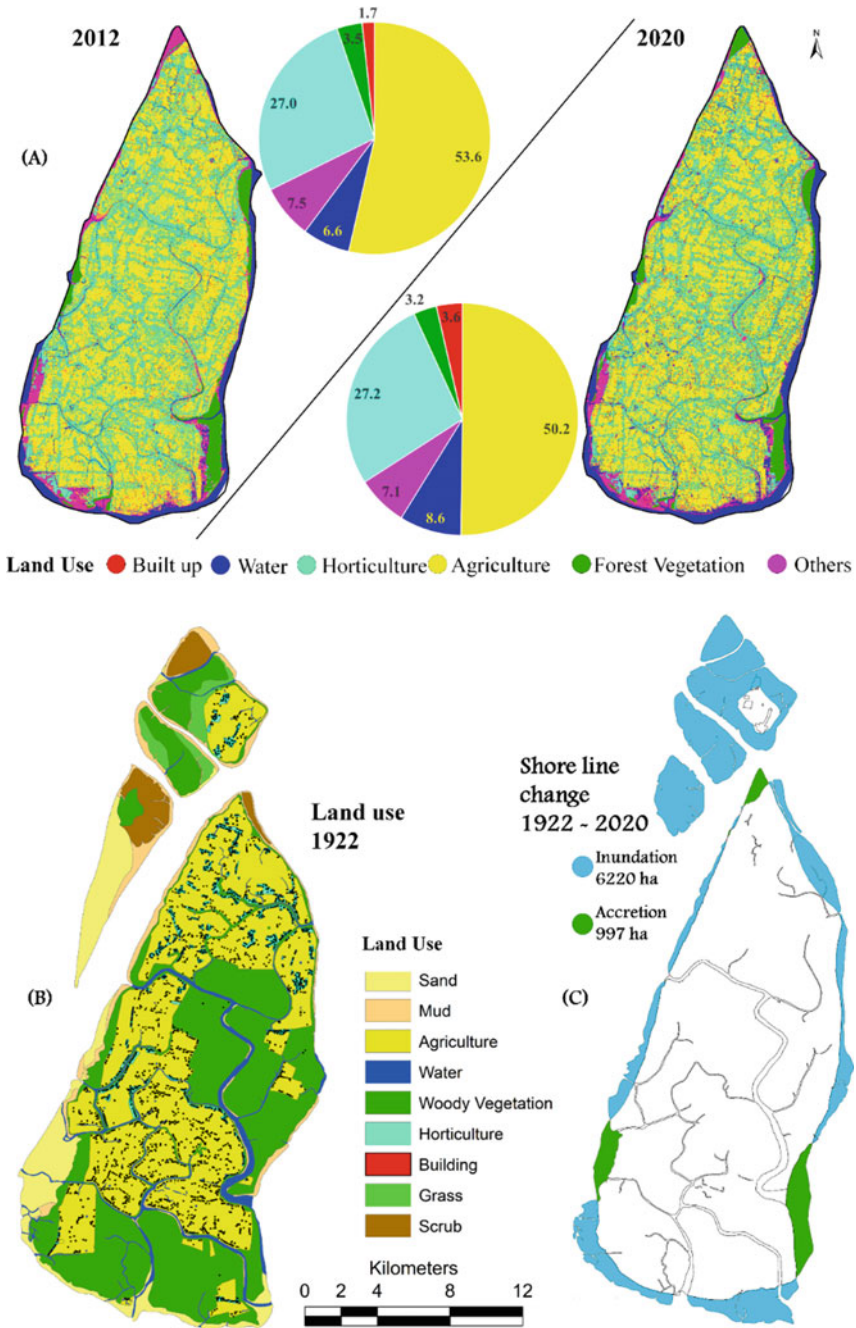 2012
2020
N
1.7
3.5
27.0
53.6
(A)
7.5
6.6
3.2
3.6
27.2
50.2
7.1
8.6
Land Use Built up Water Horticulture Agriculture Forest Vegetation Others
Land use
1922
Shore line
change
1922 - 2020
Inundation
6220 ha
Accretion
997 ha
Land Use
Sand
(B)
Mud
(C)
Agriculture
Water
Woody Vegetation
Horticulture
Building
Grass
Scrub
Kilometers
0 2 4 8 12